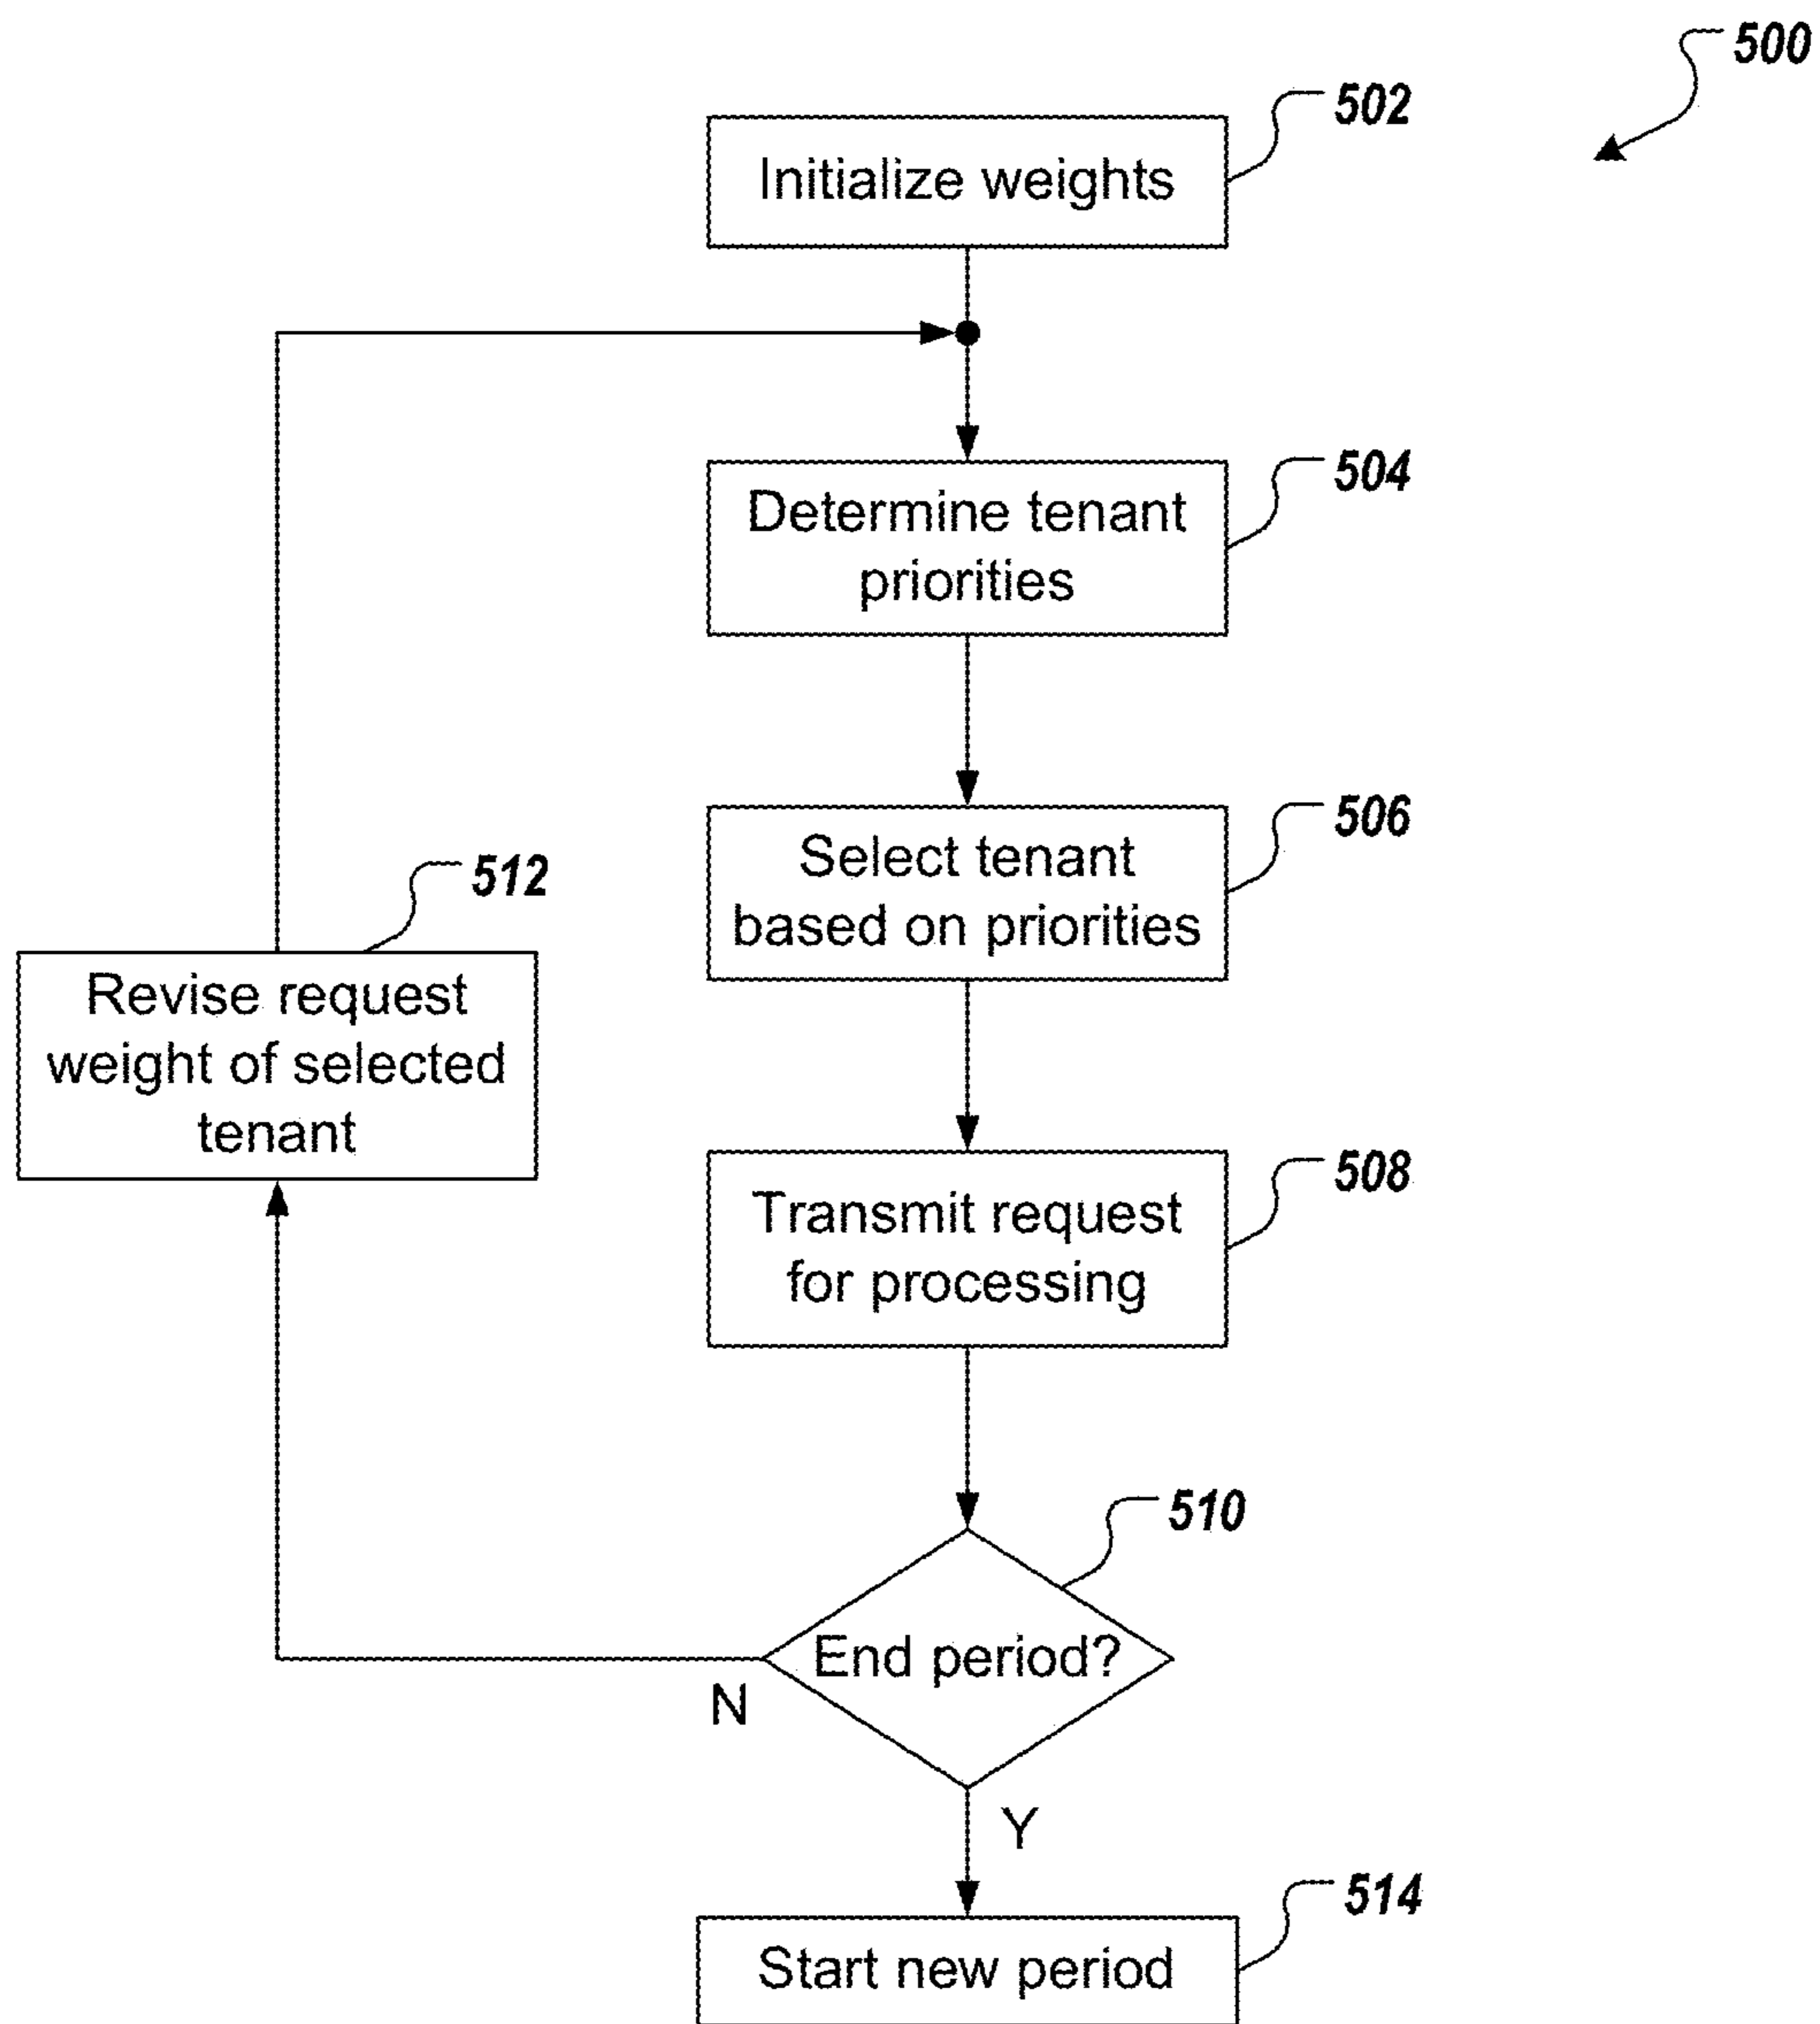 500
502
Initialize weights
504
Determine tenant
priorities
506
Select tenant
based on priorities
512
Revise request
weight of selected
tenant
508
Transmit request
for processing
510
End period?
N
Y
514
Start new period